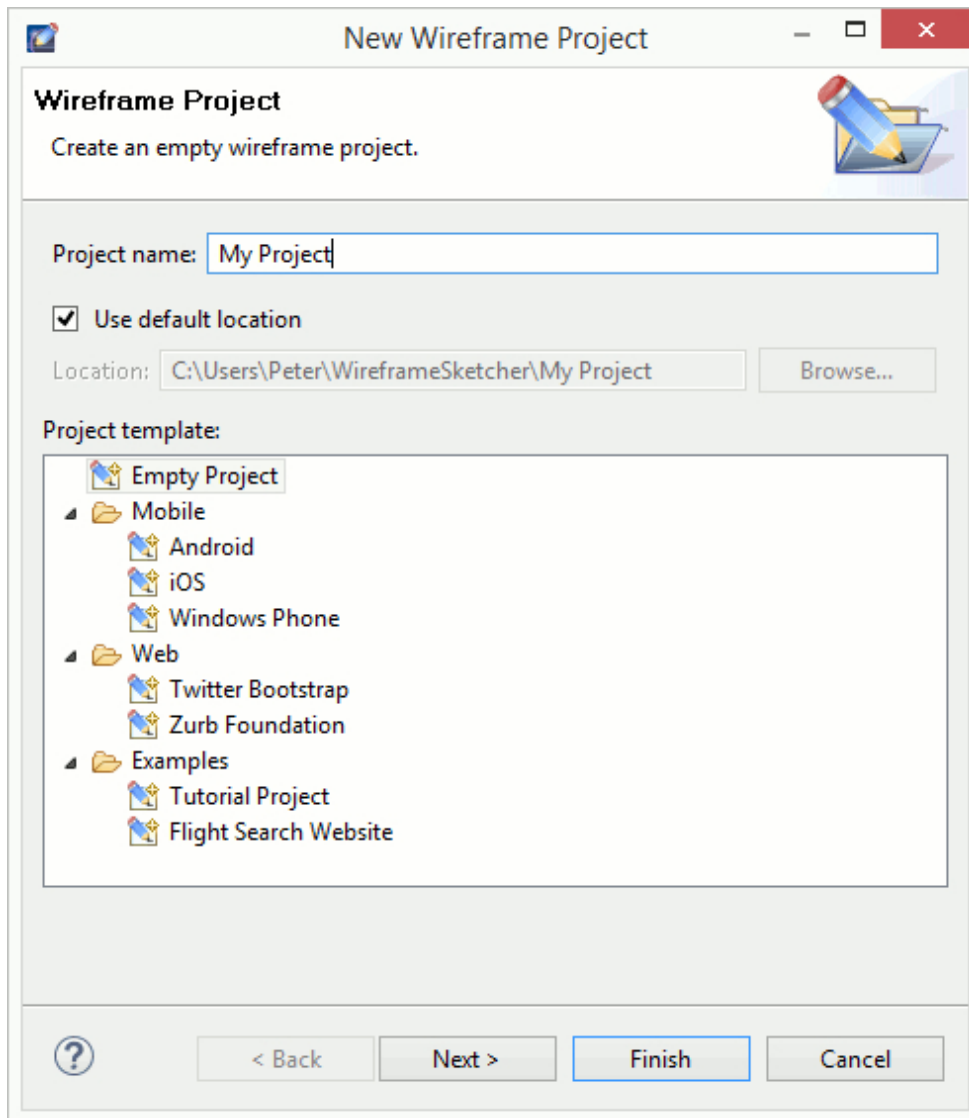 New Wireframe Project
Wireframe Project
Create an empty wireframe project.
Project name: My Project
Use default location
Location: C:\Users\Peter\WireframeSketcher\My Project Browse...
Project template:
Empty Project
Mobile
Android
iOS
Windows Phone
Web
Twitter Bootstrap
Zurb Foundation
Examples
Tutorial Project
Flight Search Website
? < Back Next > Finish Cancel